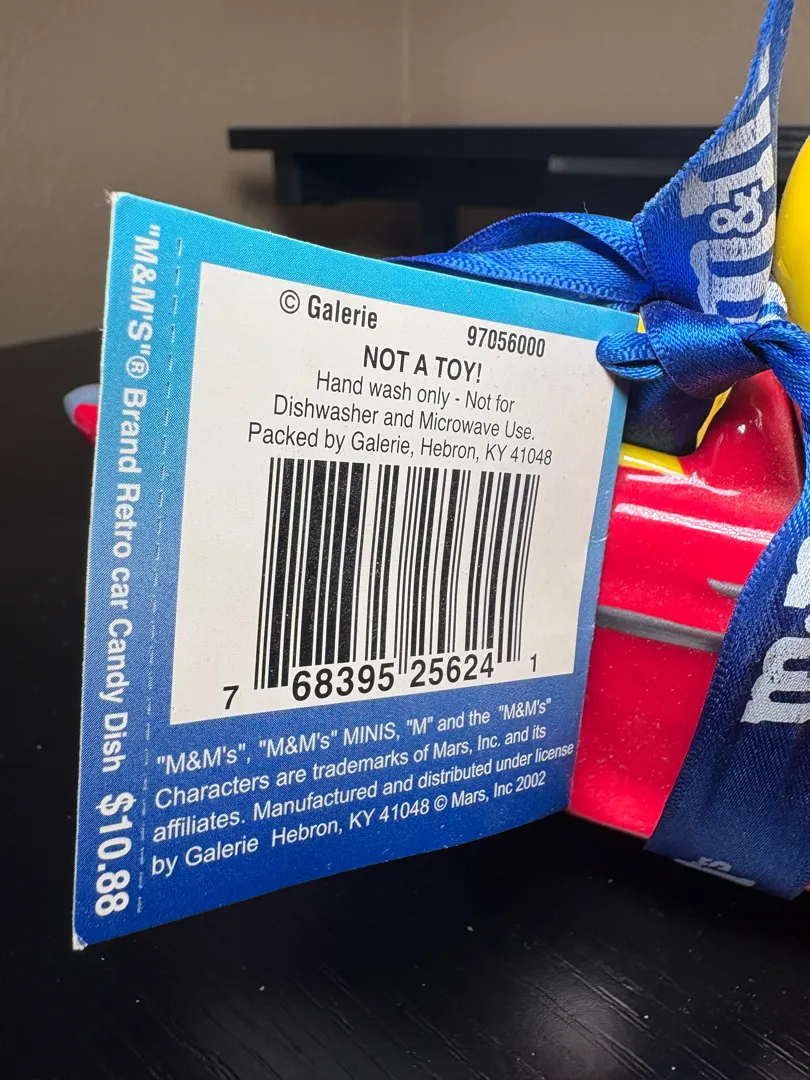 "M&M'S"® Brand Retro car Candy Dish $10.88
© Galerie
97056000
NOT A TOY!
Hand wash only - Not for
Dishwasher and Microwave Use.
Packed by Galerie, Hebron, KY 41048
7 68395 25624 1
"M&M's", "M&M's" MINIS, "M" and the "M&M's"
Characters are trademarks of Mars, Inc. and its
affiliates. Manufactured and distributed under license
by Galerie Hebron, KY 41048 © Mars, Inc 2002
m&m
m